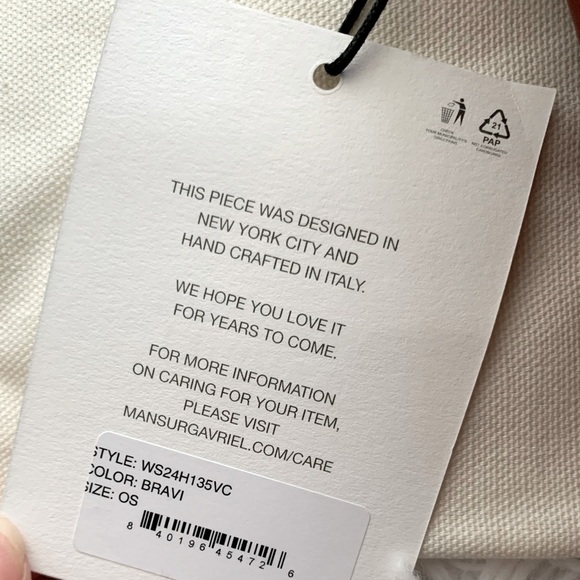 21
PAP
THIS PIECE WAS DESIGNED IN
NEW YORK CITY AND
HAND CRAFTED IN ITALY.
WE HOPE YOU LOVE IT
FOR YEARS TO COME.
FOR MORE INFORMATION
ON CARING FOR YOUR ITEM,
PLEASE VISIT
MANSURGAVRIEL.COM/CARE
STYLE: WS24H135VC
COLOR: BRAVI
SIZE: OS
8 40196 45472 6